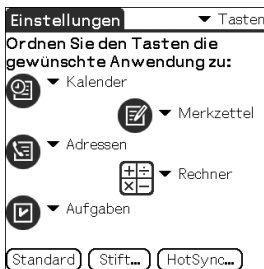 Einstellungen Tasten
Ordnen Sie den Tasten die
gewünschte Anwendung zu:
Kalender
Merkzettel
Adressen
Rechner
Aufgaben
Standard Stift... HotSync...